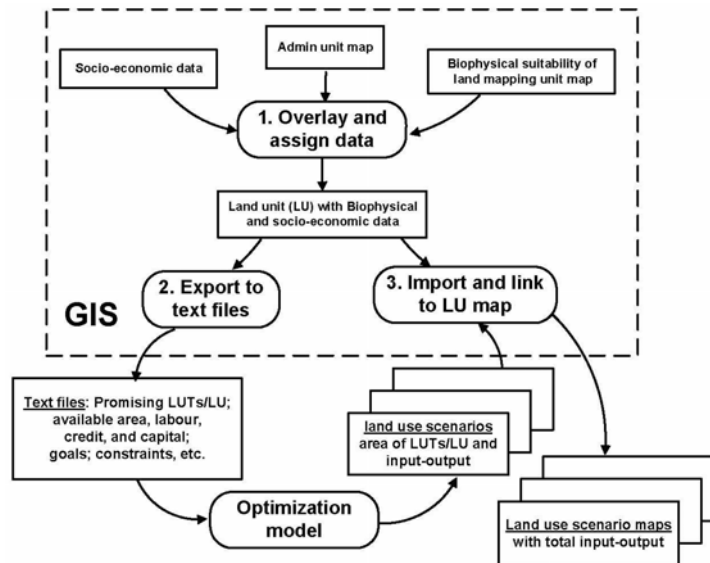 Admin unit map
Socio-economic data
Biophysical suitability of
land mapping unit map
1. Overlay and
assign data
Land unit (LU) with Biophysical
and socio-economic data
2. Export to
text files
3. Import and link
to LU map
GIS
Text files: Promising LUTs/LU;
available area, labour,
credit, and capital;
goals; constraints, etc.
land use scenarios
area of LUTs/LU and
input-output
Optimization
model
Land use scenario maps
with total input-output